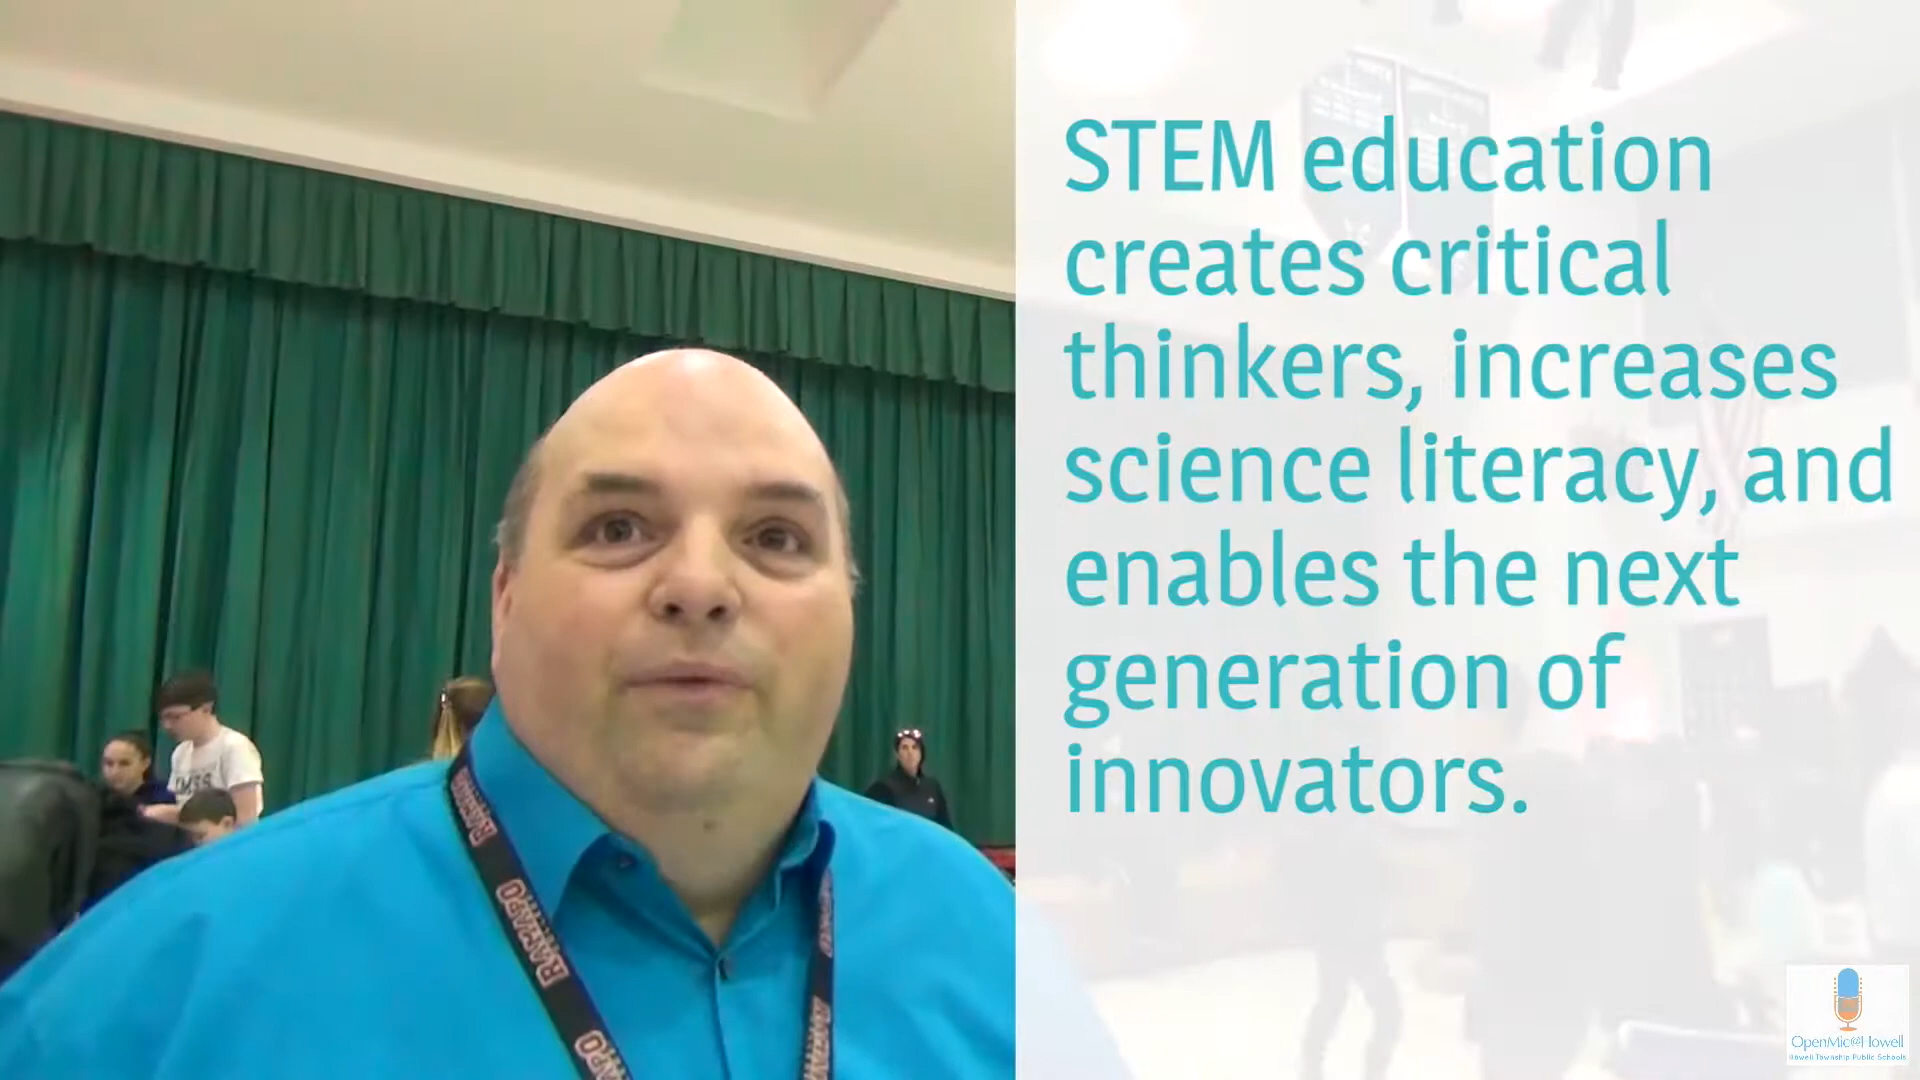 STEM education
creates critical
thinkers, increases
science literacy, and
enables the next
generation of
innovators.
RAMAPO
RAMAPO
OpenMic@Howell
Howell Township Public Schools